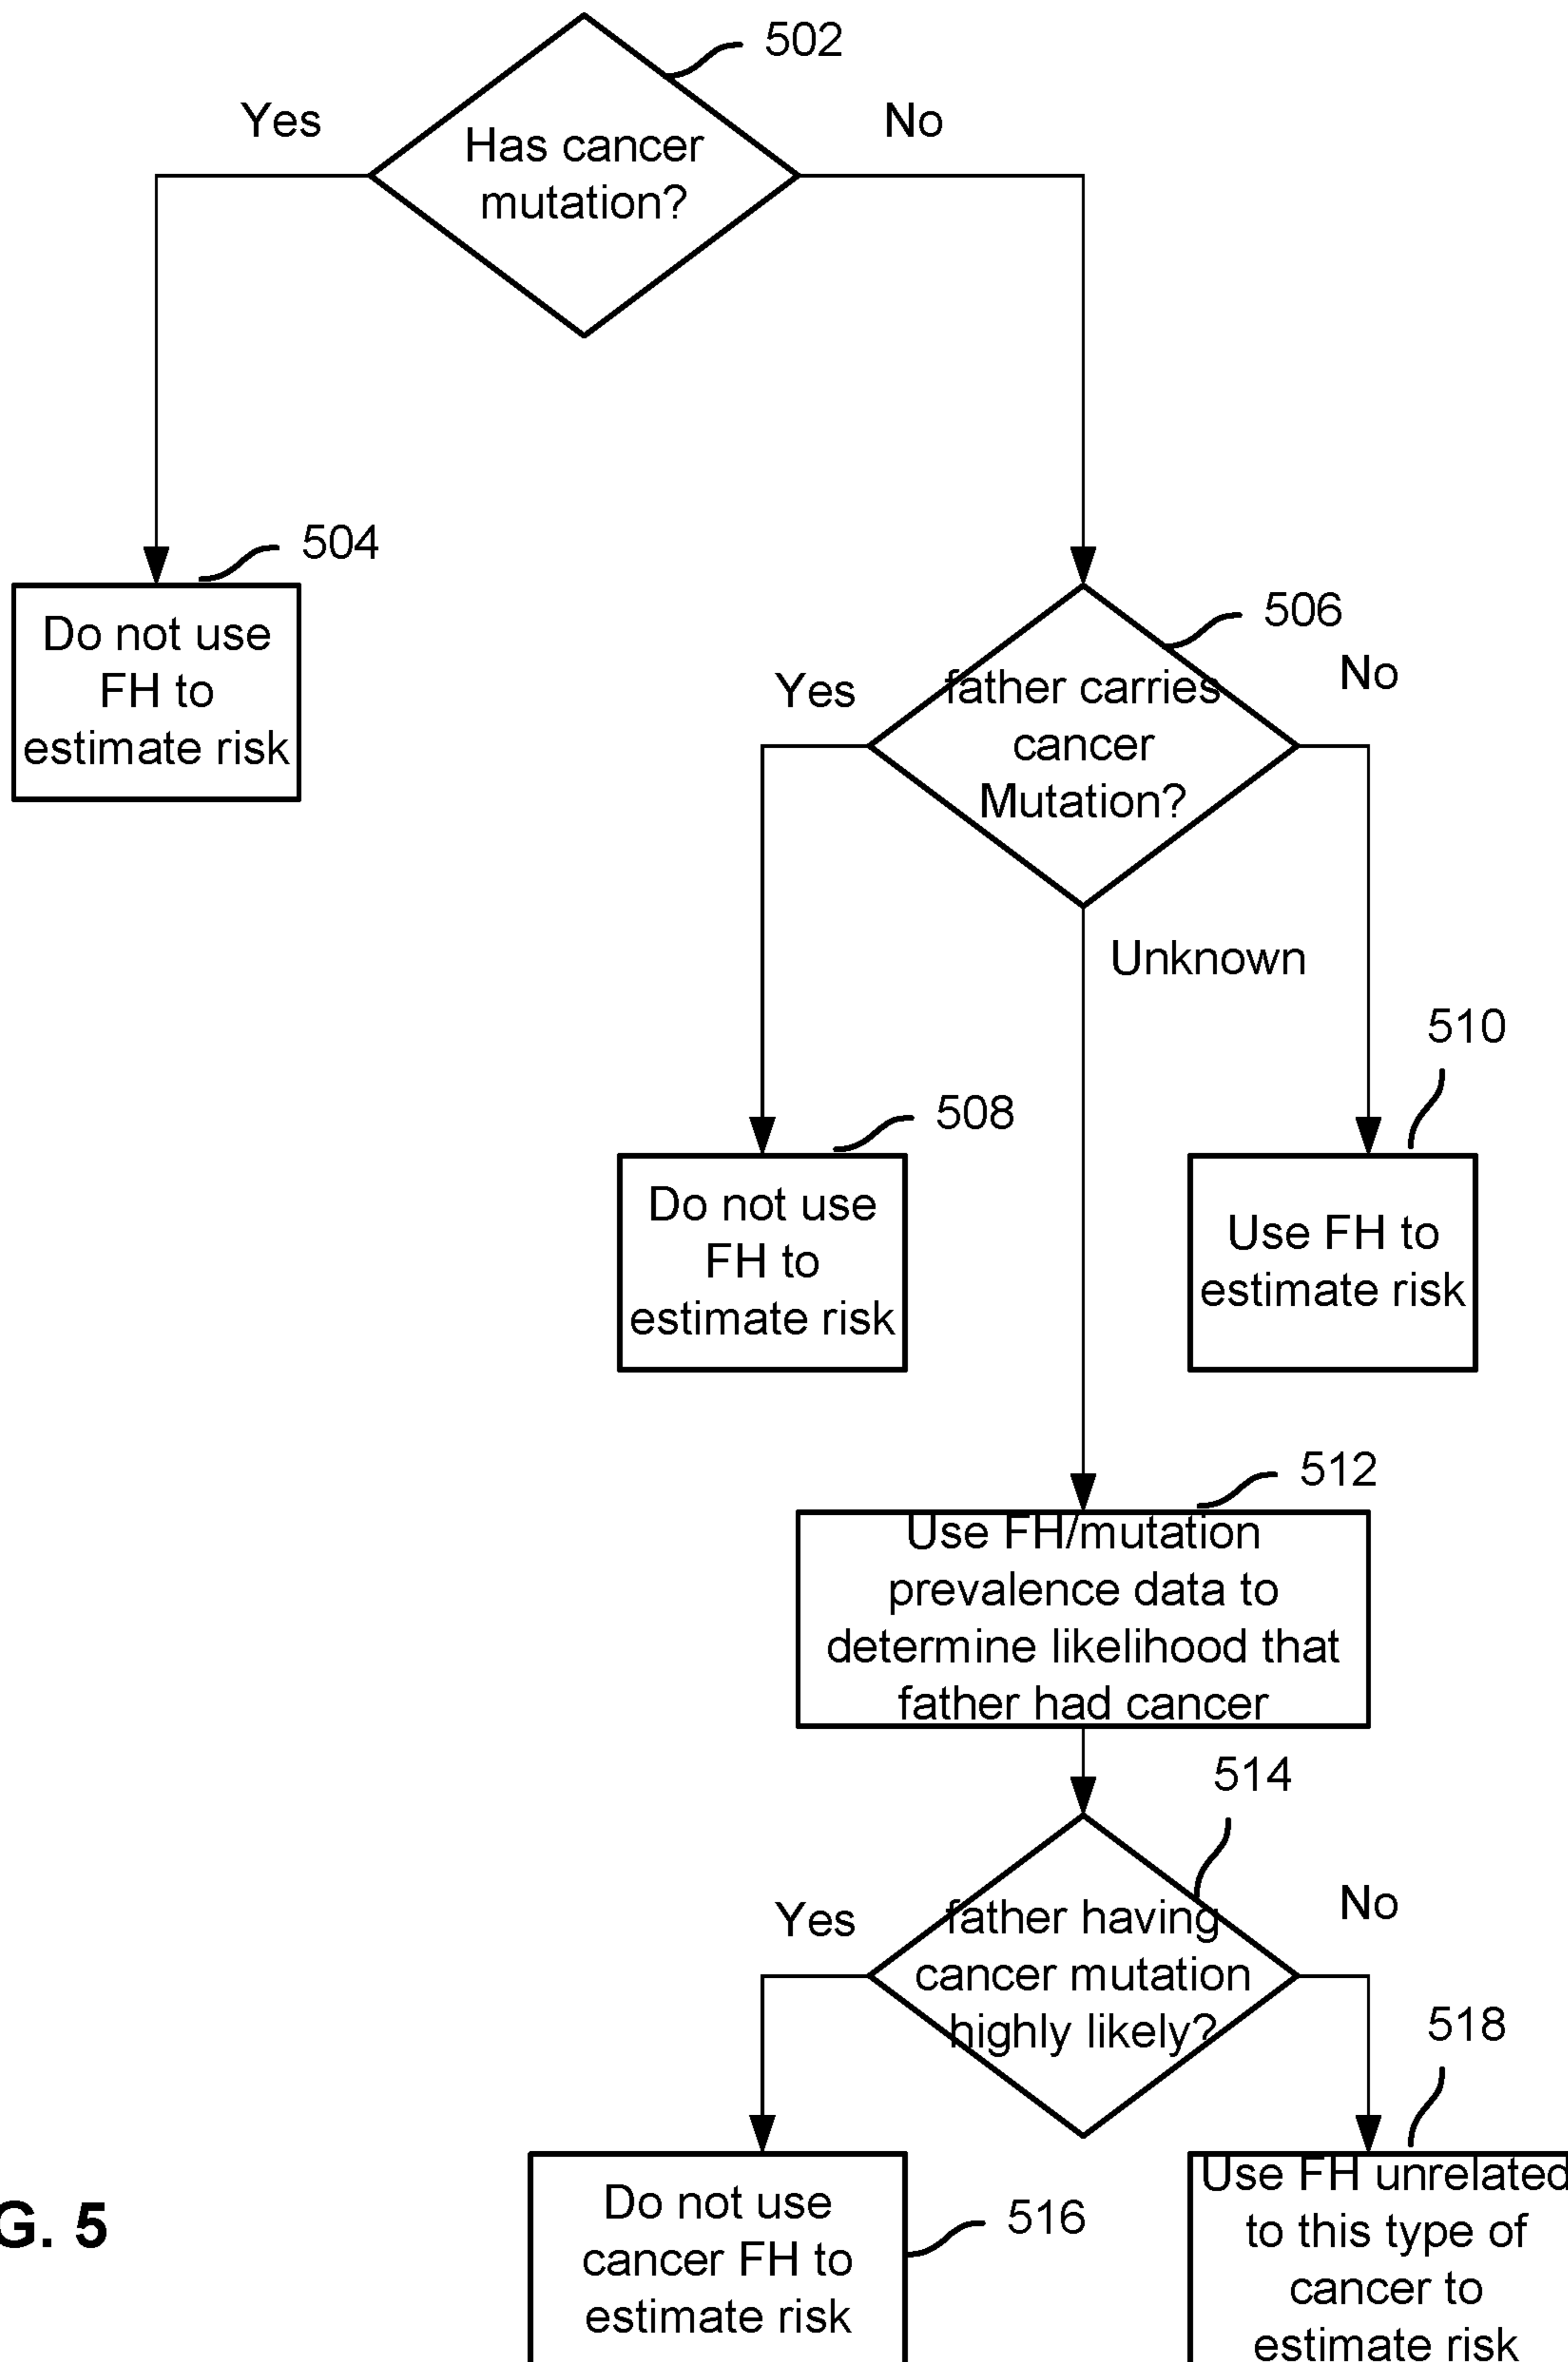 502
Yes
No
Has cancer
mutation?
504
Do not use
FH to
estimate risk
506
Yes
No
father carries
cancer
Mutation?
Unknown
508
510
Do not use
FH to
estimate risk
Use FH to
estimate risk
512
Use FH/mutation
prevalence data to
determine likelihood that
father had cancer
514
Yes
No
father having
cancer mutation
highly likely?
518
Do not use
cancer FH to
estimate risk
516
Use FH unrelated
to this type of
cancer to
estimate risk
G. 5